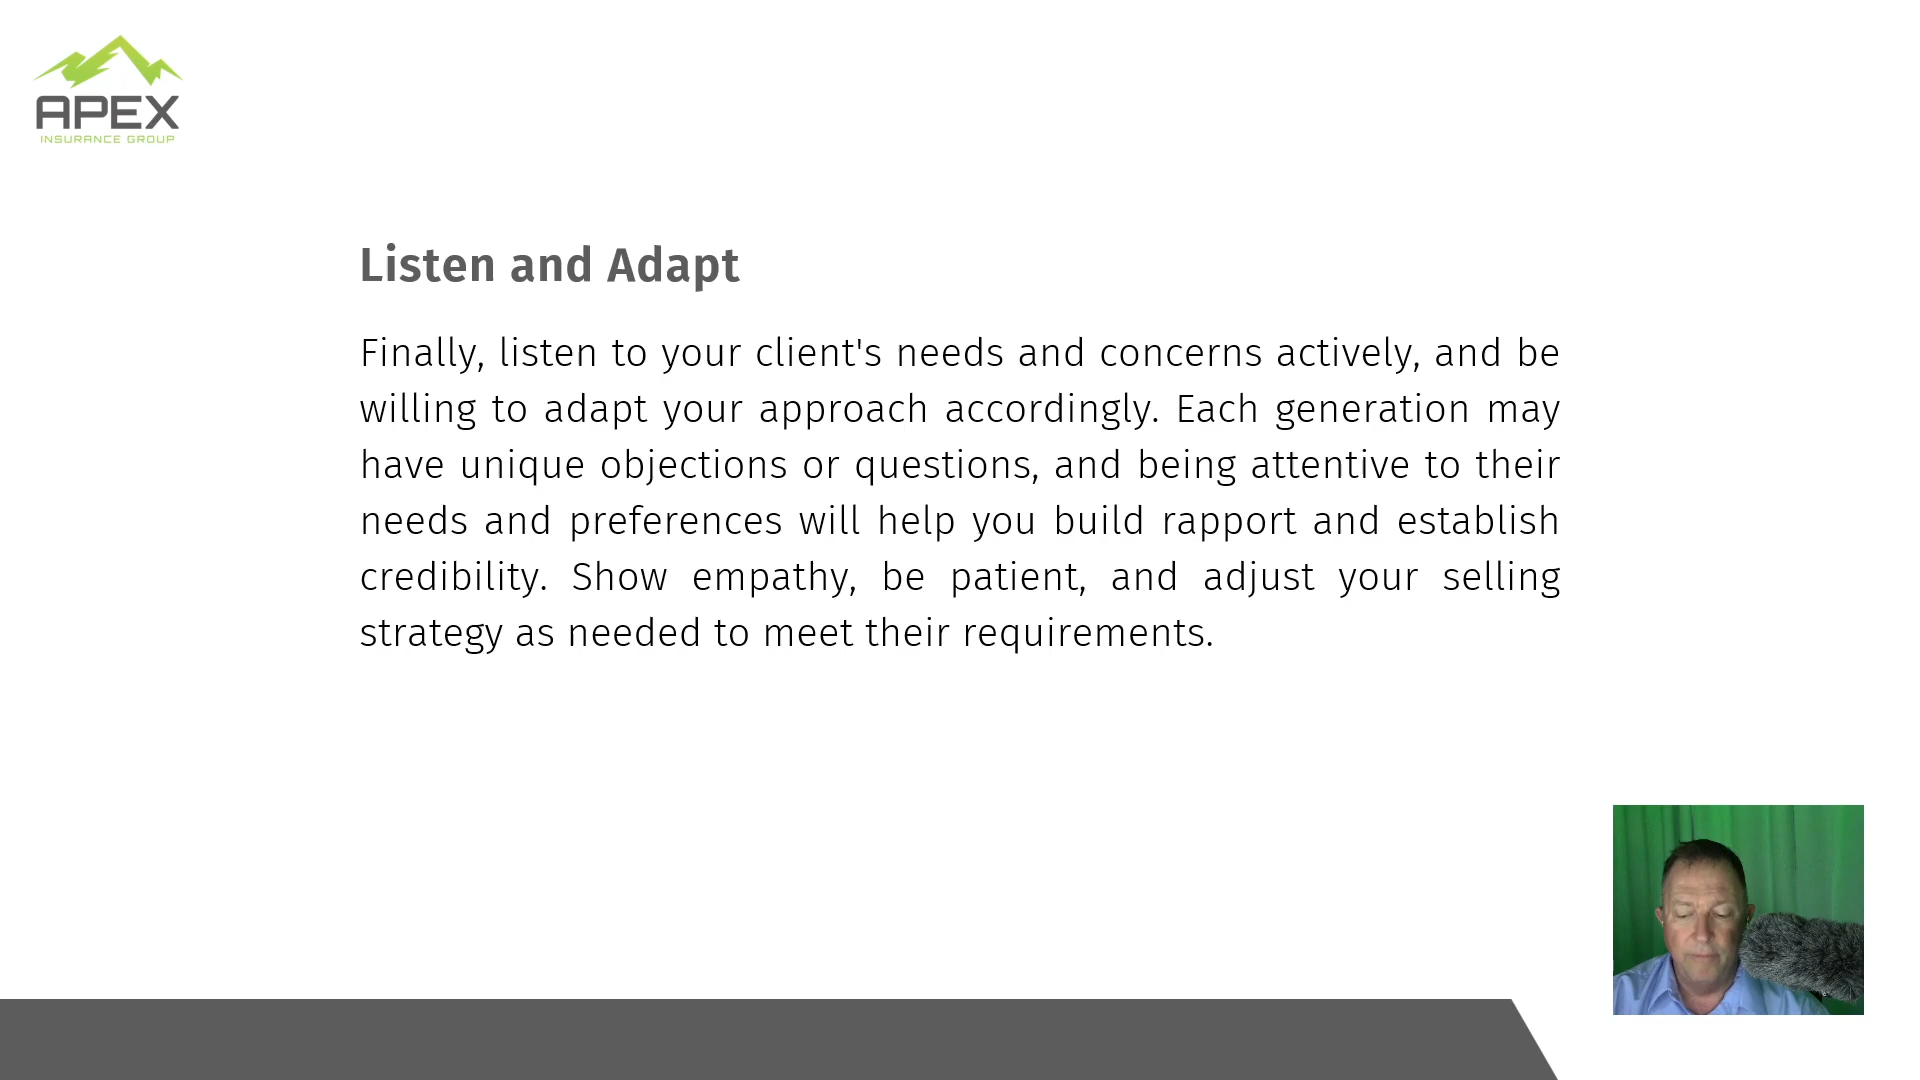 APEX
INSURANCE GROUP
Listen and Adapt
Finally, listen to your client's needs and concerns actively, and be
willing to adapt your approach accordingly. Each generation may
have unique objections or questions, and being attentive to their
needs and preferences will help you build rapport and establish
credibility. Show empathy, be patient, and adjust your selling
strategy as needed to meet their requirements.